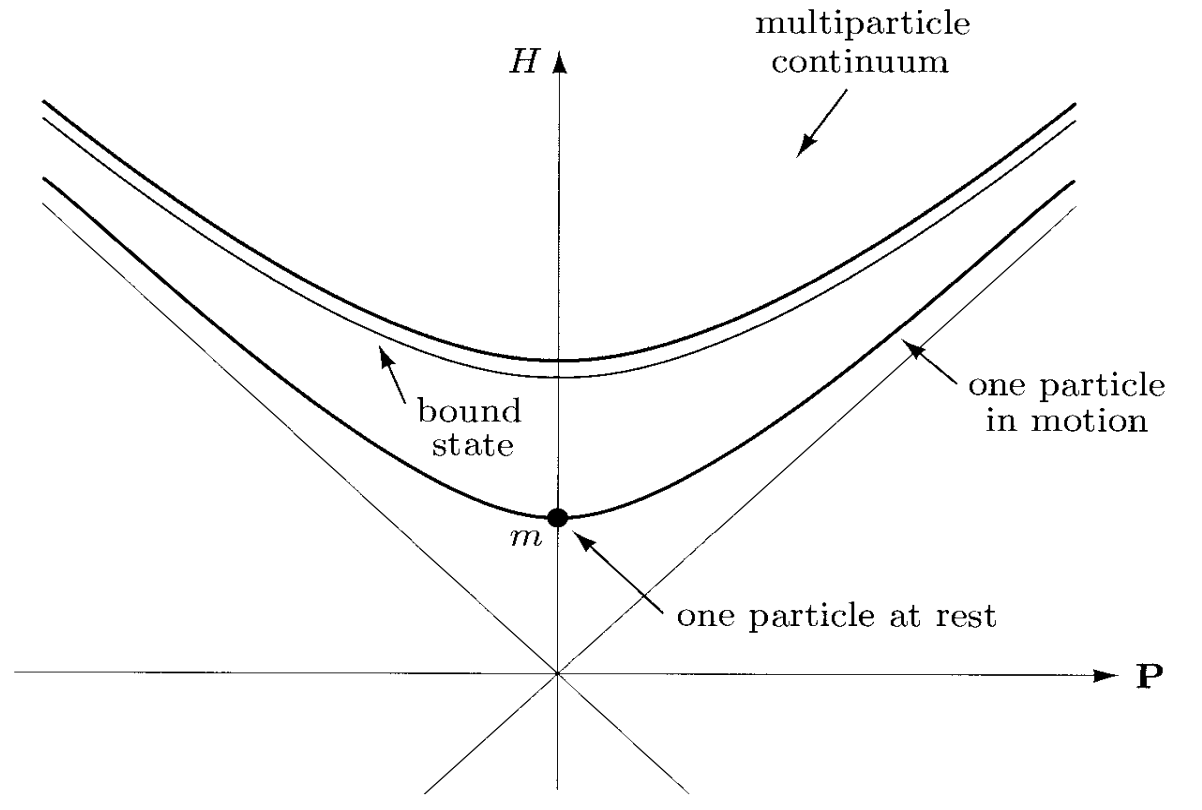 multiparticle
continuum
H
bound
state
one particle
in motion
m
one particle at rest
P